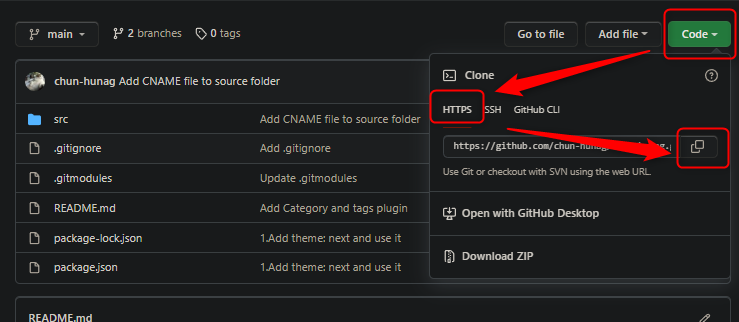 main 2 branches 0 tags Go to file Add file Code
chun-hunag Add CNAME file to source folder
Clone
HTTPS SSH GitHub CLI
https://github.com/chun-hunag
Use Git or checkout with SVN using the web URL.
Open with GitHub Desktop
Download ZIP
src Add CNAME file to source folder
.gitignore Add .gitignore
.gitmodules Update .gitmodules
README.md Add Category and tags plugin
package-lock.json 1.Add theme: next and use it
package.json 1.Add theme: next and use it
README.md